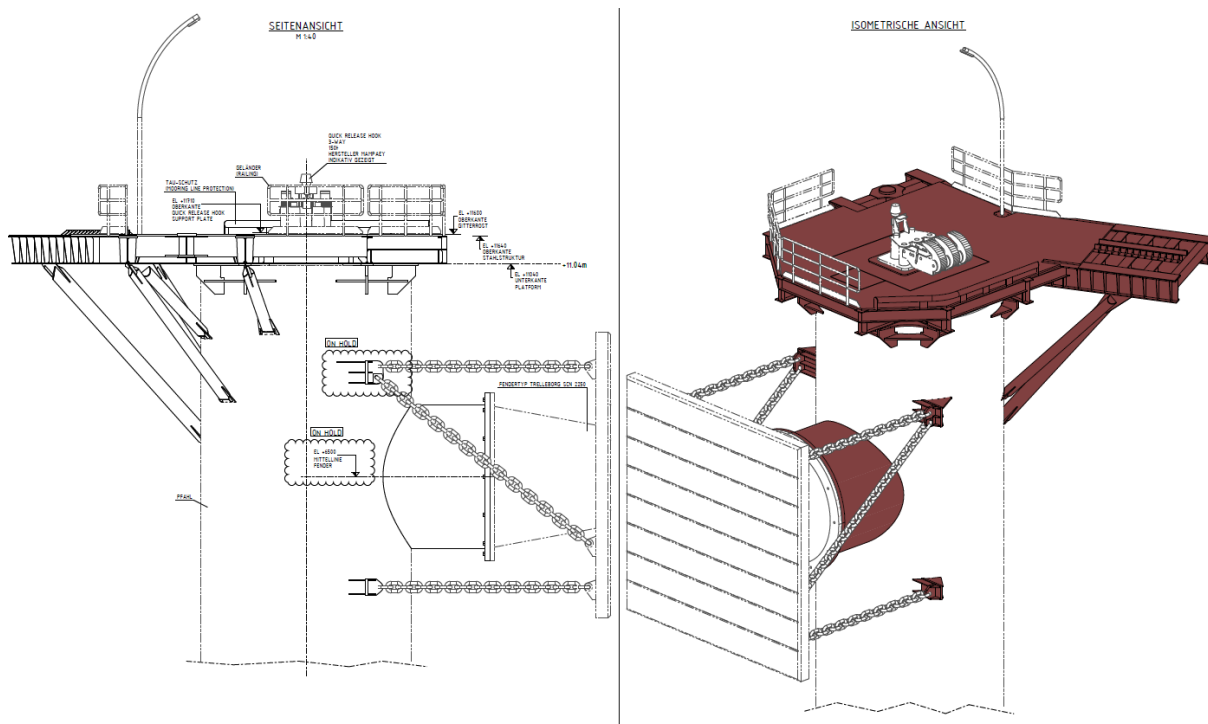 SEITENANSICHT
M 1:40
ISOMETRISCHE ANSICHT
QUICK RELEASE HOOK
3-WAY
150t
HERSTELLER MAMPAEY
INDIKATIV GEZEIGT
GELÄNDER
(RAILING)
TAU-SCHUTZ
(MOORING LINE PROTECTION)
EL +11710
OBERKANTE
QUICK RELEASE HOOK
SUPPORT PLATE
EL +11600
OBERKANTE
GITTERROST
EL +11640
OBERKANTE
STAHLSTRUKTUR
+11.04m
EL +11040
UNTERKANTE
PLATFORM
ON HOLD
FENDERTYP TRELLEBORG SCN 2250
ON HOLD
EL +6500
MITTELLINIE
FENDER
PFAHL